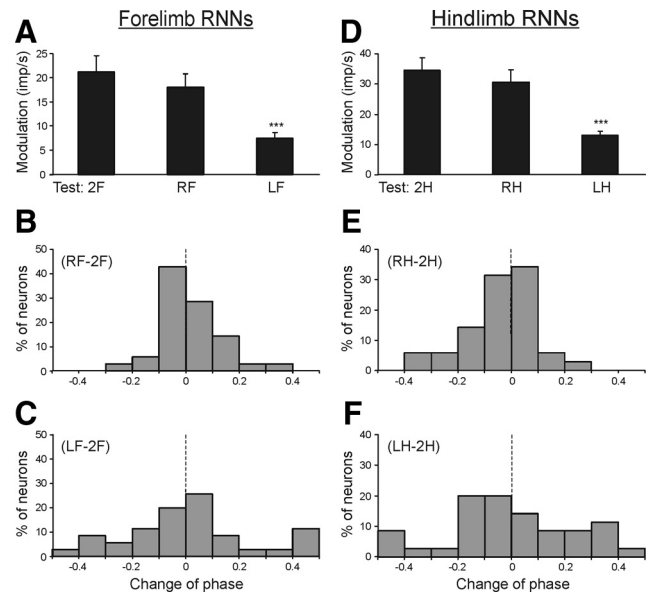 Forelimb RNNs
Hindlimb RNNs
A
Modulation (imp/s)
25
20
15
10
5
0
***
Test: 2F RF LF
D
Modulation (imp/s)
40
30
20
10
0
***
Test: 2H RH LH
B
(RF-2F)
% of neurons
50
40
30
20
10
0
-0.4 -0.2 0 0.2 0.4
E
(RH-2H)
% of neurons
40
30
20
10
0
-0.4 -0.2 0 0.2 0.4
C
(LF-2F)
% of neurons
50
40
30
20
10
0
-0.4 -0.2 0 0.2 0.4
Change of phase
F
(LH-2H)
% of neurons
40
30
20
10
0
-0.4 -0.2 0 0.2 0.4
Change of phase